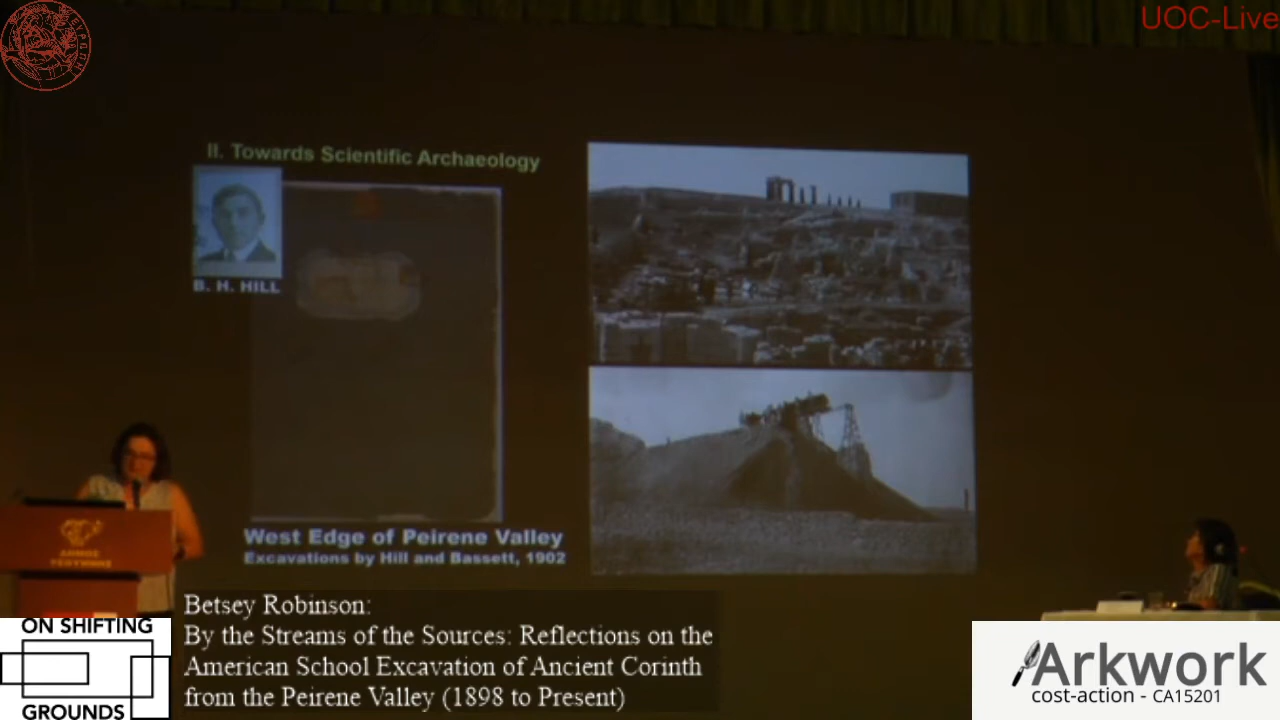 UOC-Live
II. Towards Scientific Archaeology
B. H. HILL
West Edge of Peirene Valley
Excavations by Hill and Bassett, 1902
ΔΗΜΟΣ
ΡΕΘΥΜΝΗΣ
Betsey Robinson:
By the Streams of the Sources: Reflections on the
American School Excavation of Ancient Corinth
from the Peirene Valley (1898 to Present)
ON SHIFTING
GROUNDS
Arkwork
cost-action - CA15201